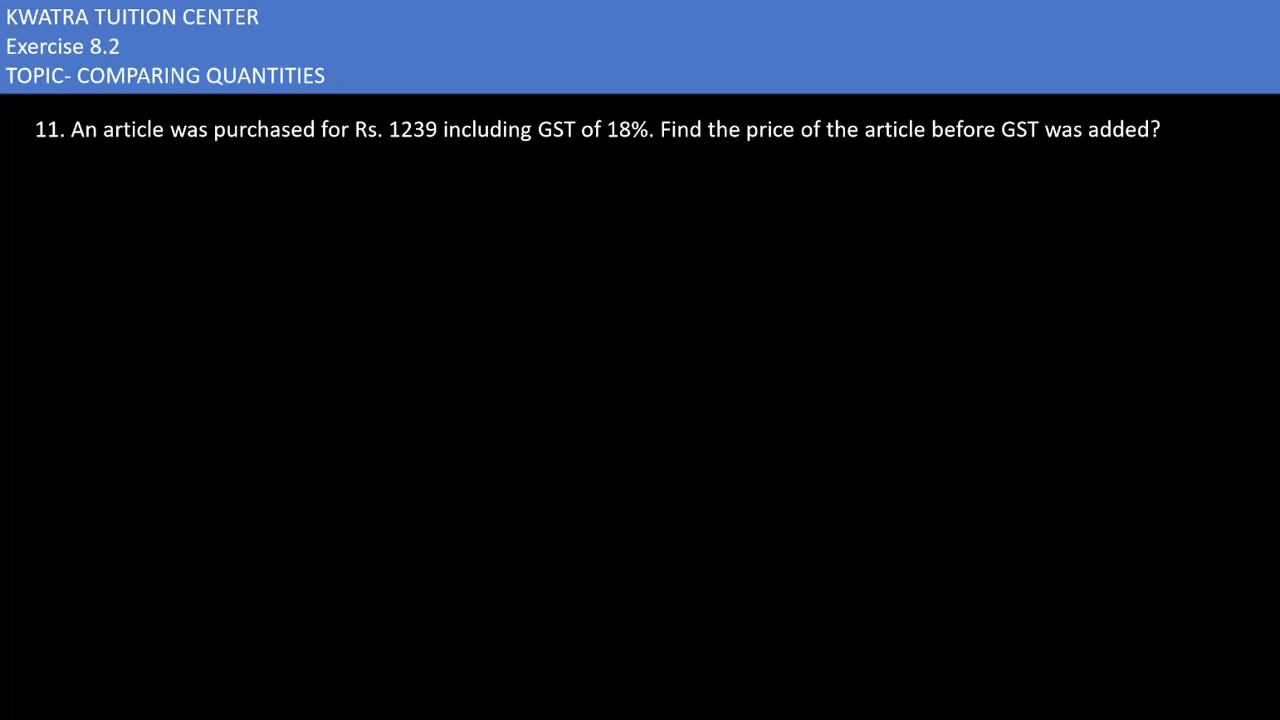 KWATRA TUITION CENTER
Exercise 8.2
TOPIC- COMPARING QUANTITIES
11. An article was purchased for Rs. 1239 including GST of 18%. Find the price of the article before GST was added?